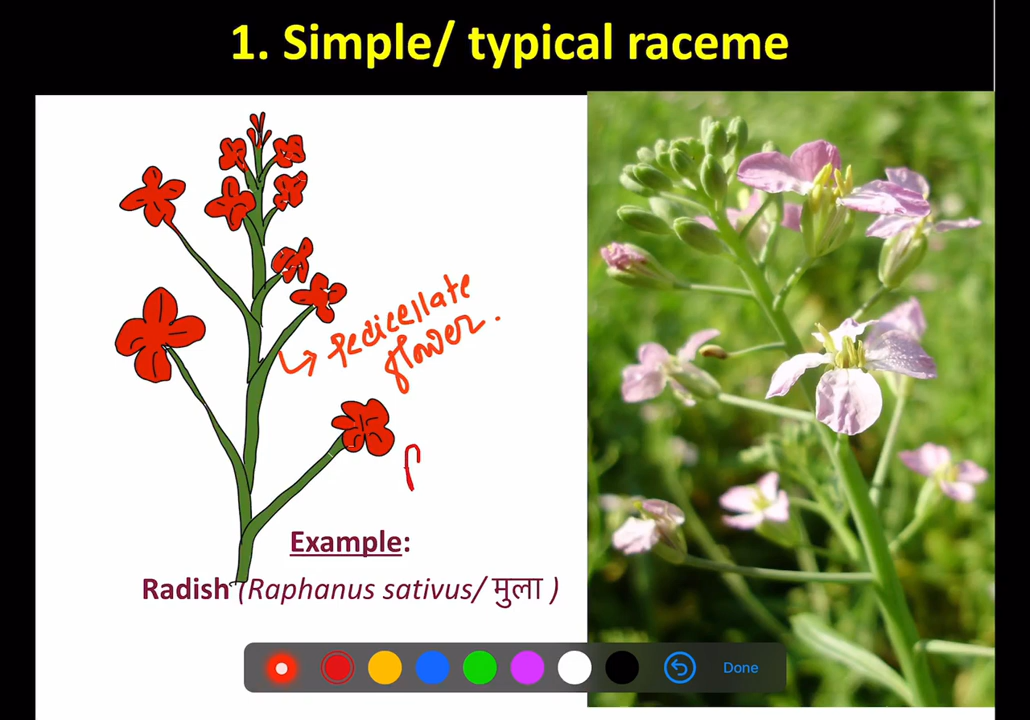 1. Simple/ typical raceme
pedicellate
flower.
Example:
Radish (Raphanus sativus/ मुला )
Done